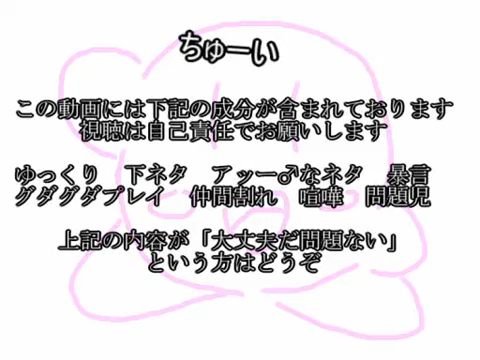 ちゅーい
この動画には下記の成分が含まれております
視聴は自己責任でお願いします
ゆっくり　下ネタ　アッー♂なネタ　暴言
グダグダプレイ　仲間割れ　喧嘩　問題児
上記の内容が「大丈夫だ問題ない」
という方はどうぞ